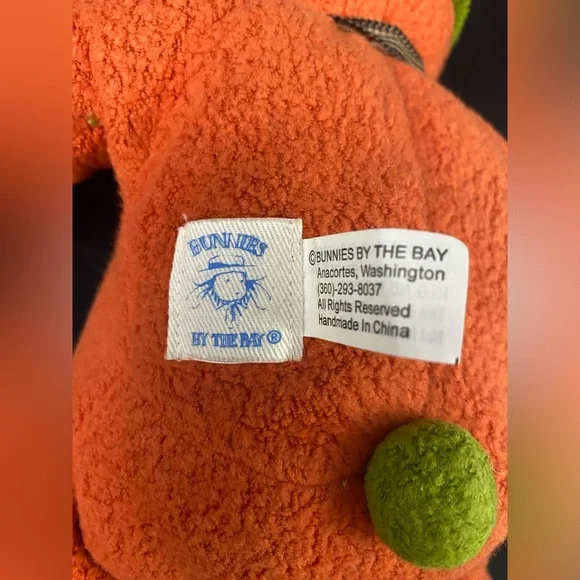 BUNNIES
BY THE BAY ®
©BUNNIES BY THE BAY
Anacortes, Washington
(360)-293-8037
All Rights Reserved
Handmade In China